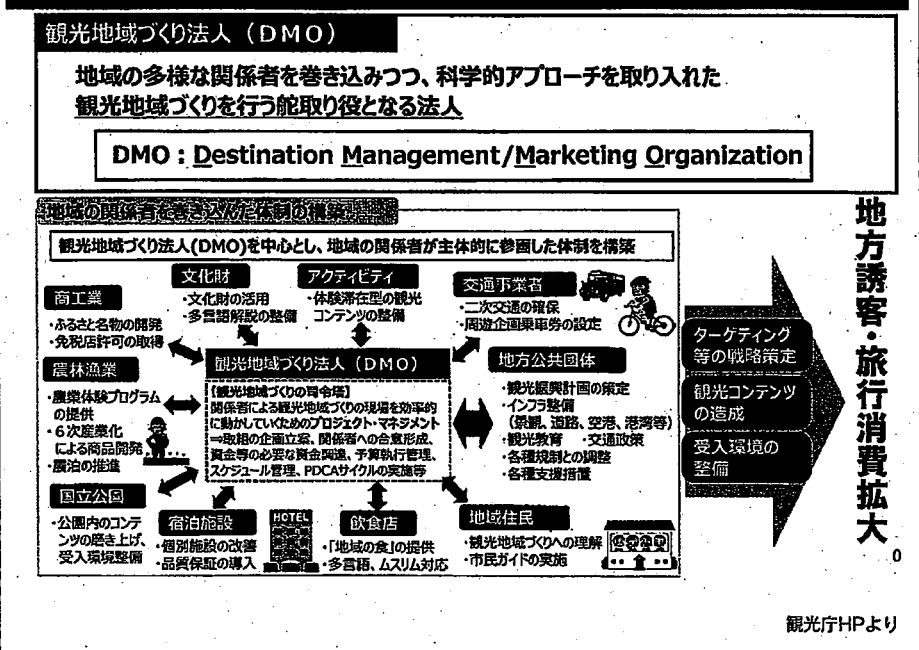 観光地域づくり法人（DMO）
地域の多様な関係者を巻き込みつつ、科学的アプローチを取り入れた
観光地域づくりを行う舵取り役となる法人
DMO : Destination Management/Marketing Organization
地域の関係者を巻き込んだ体制の構築
観光地域づくり法人(DMO)を中心とし、地域の関係者が主体的に参画した体制を構築
商工業
・ふるさと名物の開発
・免税店許可の取得
文化財
・文化財の活用
・多言語解説の整備
アクティビティ
・体験滞在型の観光
コンテンツの整備
交通事業者
・二次交通の確保
・周遊企画乗車券の設定
農林漁業
・農業体験プログラム
の提供
・６次産業化
による商品開発
・農泊の推進
観光地域づくり法人（DMO）
【観光地域づくりの司令塔】
関係者による観光地域づくりの現場を効率的
に動かしていくためのプロジェクト・マネジメント
⇒取組の企画立案、関係者への合意形成、
資金等の必要な資金調達、予算執行管理、
スケジュール管理、PDCAサイクルの実施等
地方公共団体
・観光振興計画の策定
・インフラ整備
（景観、道路、空港、港湾等）
・観光教育　・交通政策
・各種規制との調整
・各種支援措置
国立公園
・公園内のコンテ
ンツの磨き上げ、
受入環境整備
宿泊施設
・個別施設の改善
・品質保証の導入
HOTEL
飲食店
・「地域の食」の提供
・多言語、ムスリム対応
地域住民
・観光地域づくりへの理解
・市民ガイドの実施
ターゲティング
等の戦略策定
観光コンテンツ
の造成
受入環境の
整備
地方誘客・旅行消費拡大
0
観光庁HPより